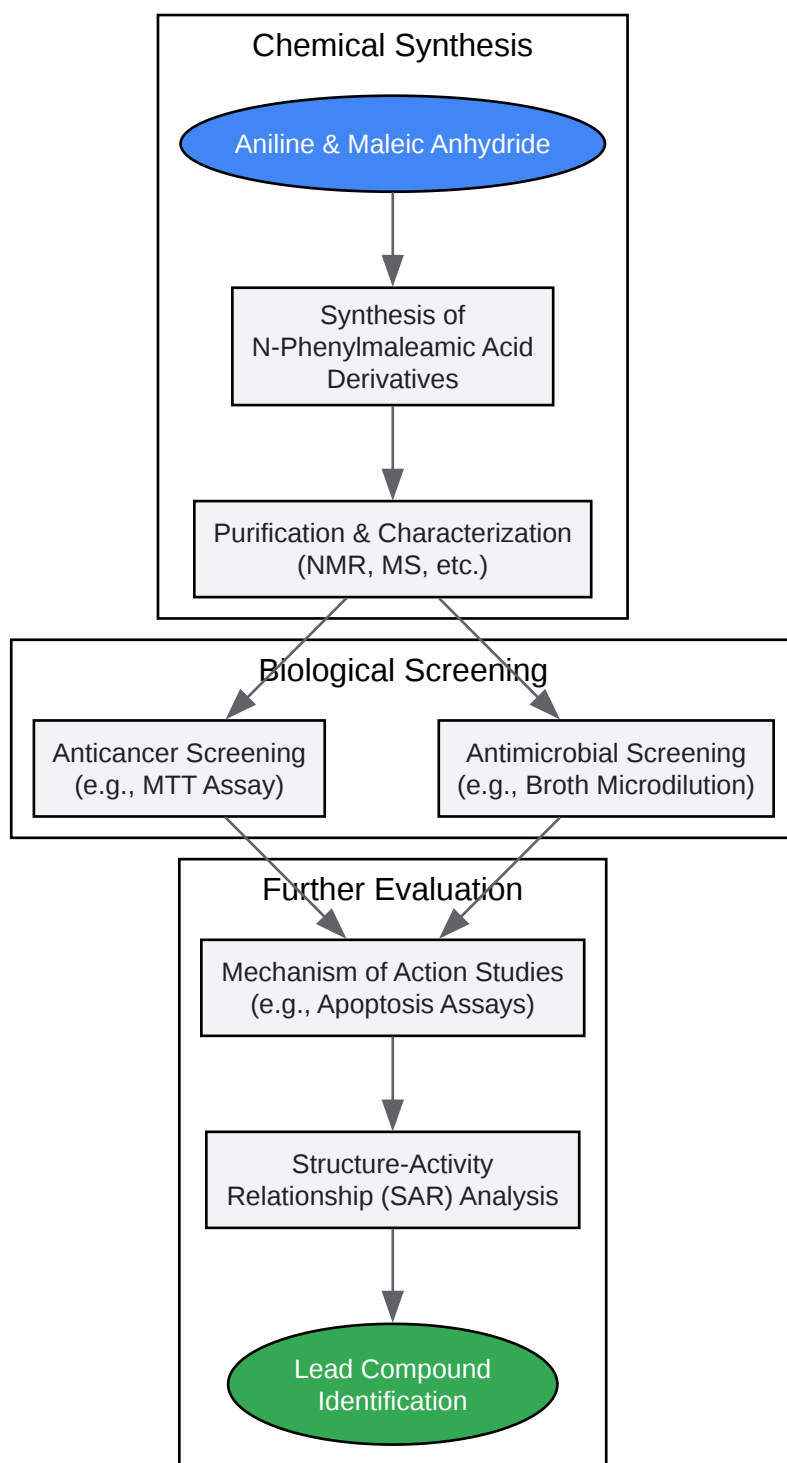 Chemical Synthesis
Aniline & Maleic Anhydride
Synthesis of
N-Phenylmaleamic Acid
Derivatives
Purification & Characterization
(NMR, MS, etc.)
Biological Screening
Anticancer Screening
(e.g., MTT Assay)
Antimicrobial Screening
(e.g., Broth Microdilution)
Further Evaluation
Mechanism of Action Studies
(e.g., Apoptosis Assays)
Structure-Activity
Relationship (SAR) Analysis
Lead Compound
Identification